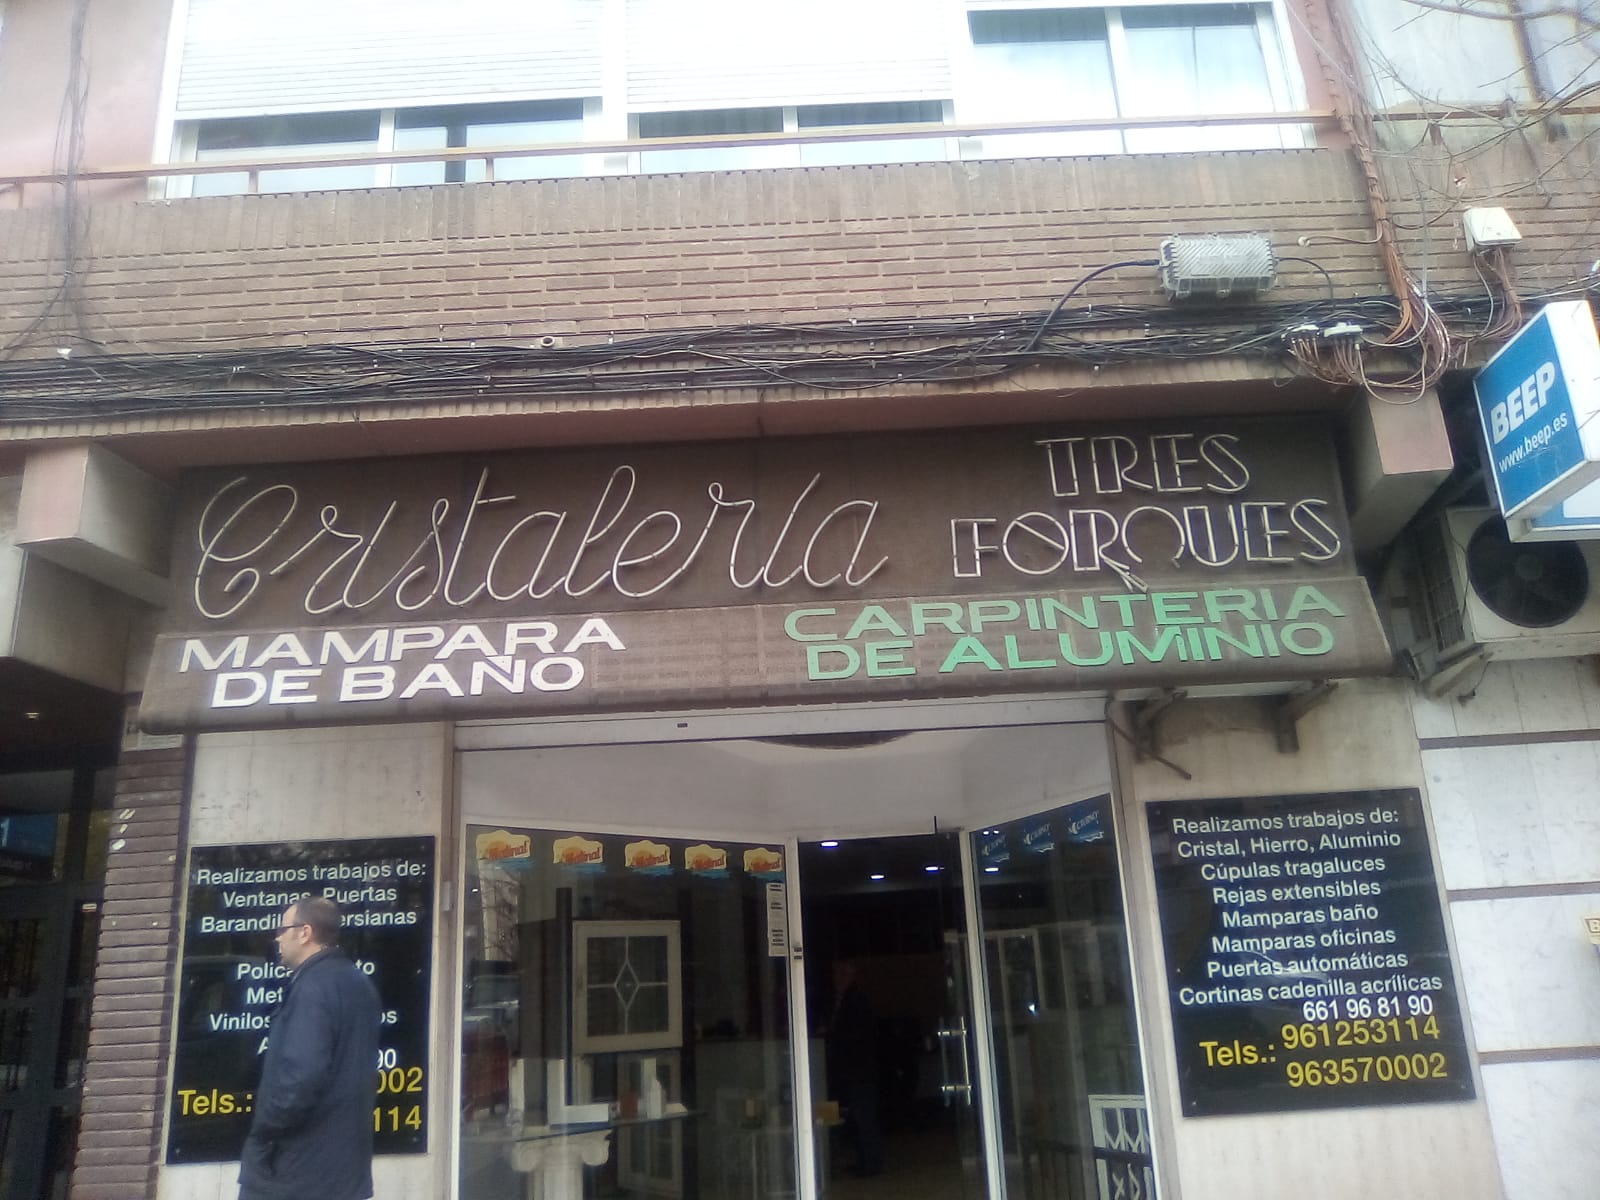 Cristalería
TRES
FORQUES
MAMPARA
DE BAÑO
CARPINTERIA
DE ALUMINIO
BEEP
www.beep.es
Realizamos trabajos de:
Ventanas, Puertas
Tels.:
002
114
90
Realizamos trabajos de:
Cristal, Hierro, Aluminio
Cúpulas tragaluces
Rejas extensibles
Mamparas baño
Mamparas oficinas
Puertas automáticas
Cortinas cadenilla acrílicas
661 96 81 90
Tels.: 961253114
963570002